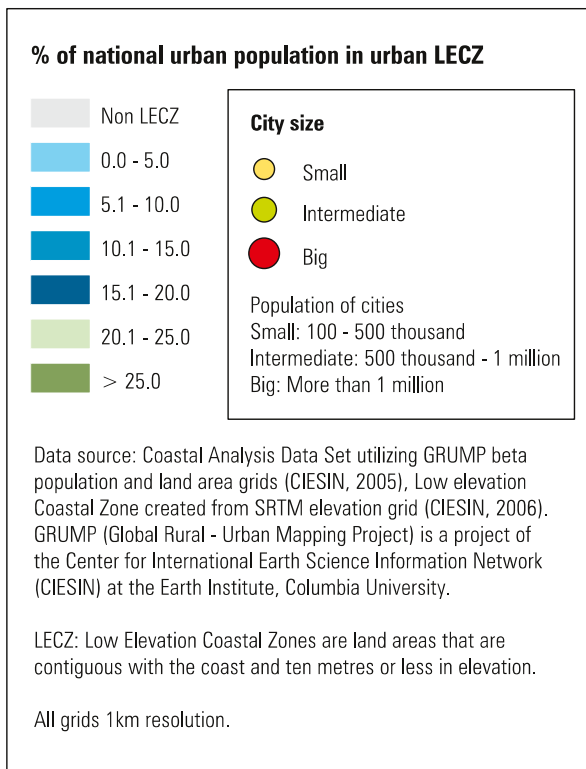 % of national urban population in urban LECZ
Non LECZ
0.0 - 5.0
5.1 - 10.0
10.1 - 15.0
15.1 - 20.0
20.1 - 25.0
> 25.0
City size
Small
Intermediate
Big
Population of cities
Small: 100 - 500 thousand
Intermediate: 500 thousand - 1 million
Big: More than 1 million
Data source: Coastal Analysis Data Set utilizing GRUMP beta
population and land area grids (CIESIN, 2005), Low elevation
Coastal Zone created from SRTM elevation grid (CIESIN, 2006).
GRUMP (Global Rural - Urban Mapping Project) is a project of
the Center for International Earth Science Information Network
(CIESIN) at the Earth Institute, Columbia University.
LECZ: Low Elevation Coastal Zones are land areas that are
contiguous with the coast and ten metres or less in elevation.
All grids 1km resolution.